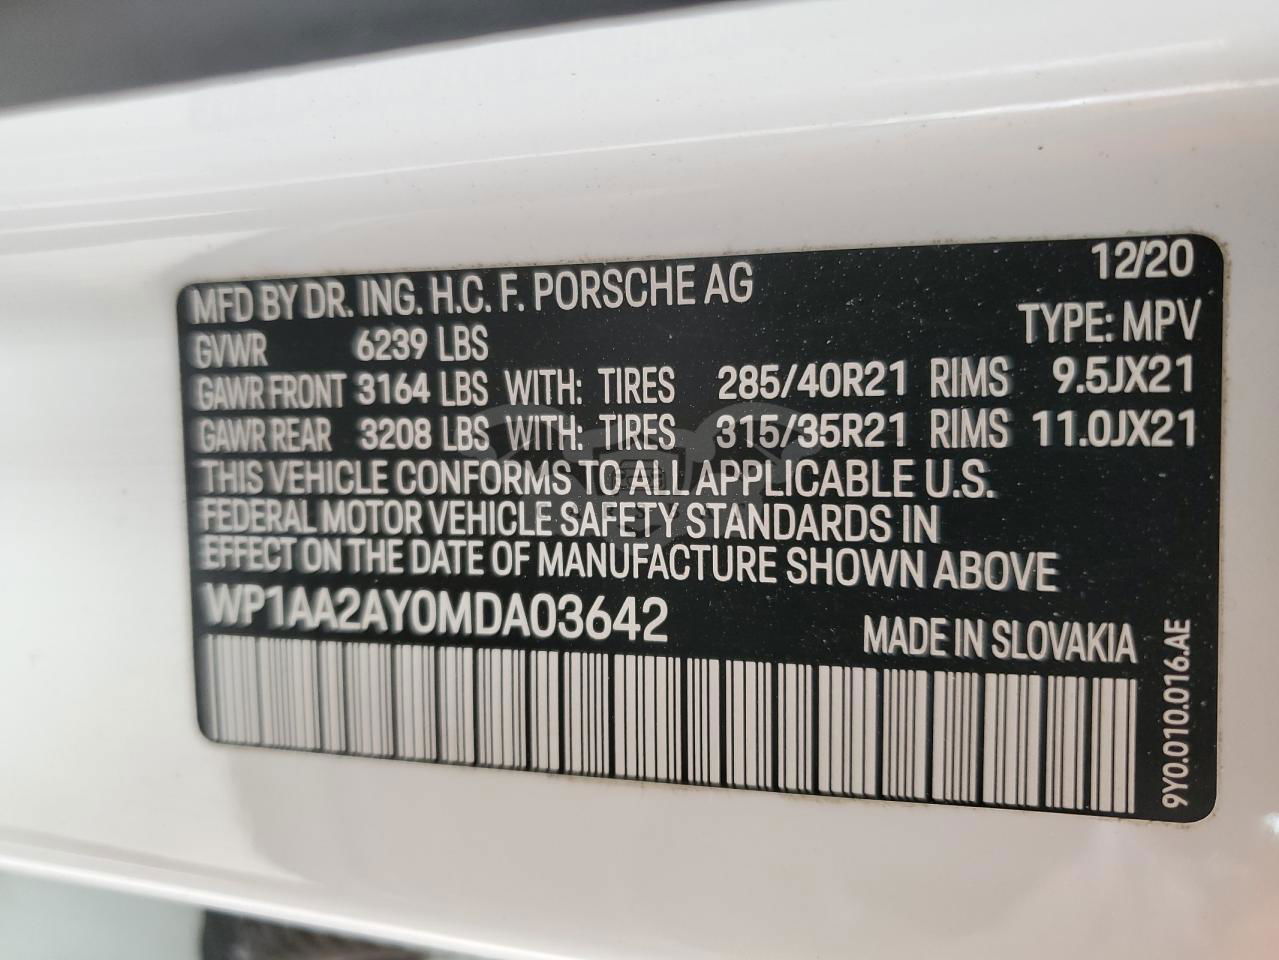 MFD BY DR. ING. H.C. F. PORSCHE AG 12/20
TYPE: MPV
GVWR 6239 LBS
GAWR FRONT 3164 LBS WITH: TIRES 285/40R21 RIMS 9.5JX21
GAWR REAR 3208 LBS WITH: TIRES 315/35R21 RIMS 11.0JX21
THIS VEHICLE CONFORMS TO ALL APPLICABLE U.S.
FEDERAL MOTOR VEHICLE SAFETY STANDARDS IN
EFFECT ON THE DATE OF MANUFACTURE SHOWN ABOVE
WP1AA2AY0MDA03642
MADE IN SLOVAKIA
9Y0.010.016.AE